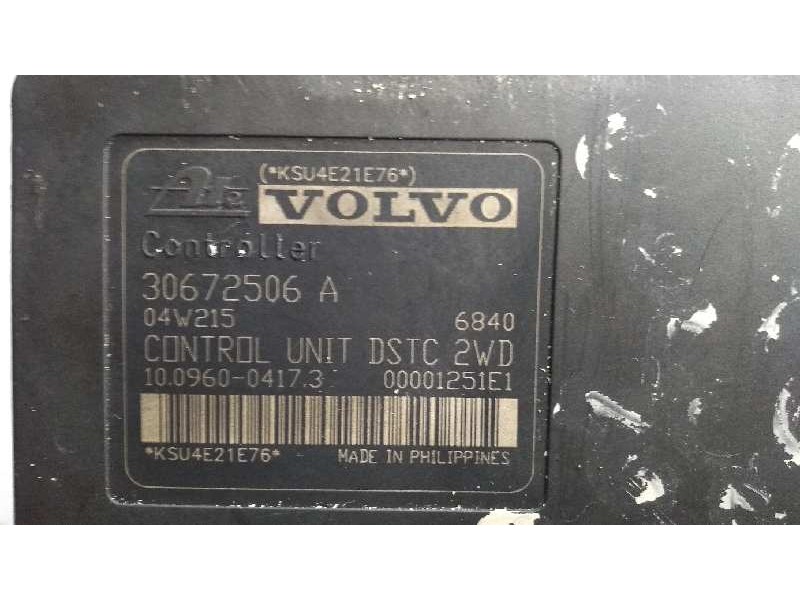 (*KSU4E21E76*)
Ate VOLVO
Controller
30672506 A
04W215 6840
CONTROL UNIT DSTC 2WD
10.0960-0417.3 00001251E1
*KSU4E21E76* MADE IN PHILIPPINES